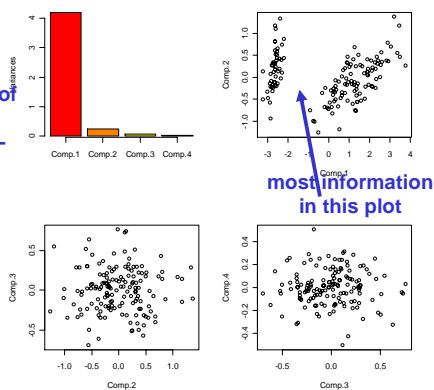 4
3
2
1
0
Variances
of
Comp.1 Comp.2 Comp.3 Comp.4
1.0
0.5
0.0
-1.0
Comp.2
-3 -2 -1 0 1 2 3 4
Comp.1
most information
in this plot
0.5
0.0
-0.5
Comp.3
-1.0 -0.5 0.0 0.5 1.0
Comp.2
0.4
0.2
0.0
-0.2
-0.4
Comp.4
-0.5 0.0 0.5
Comp.3